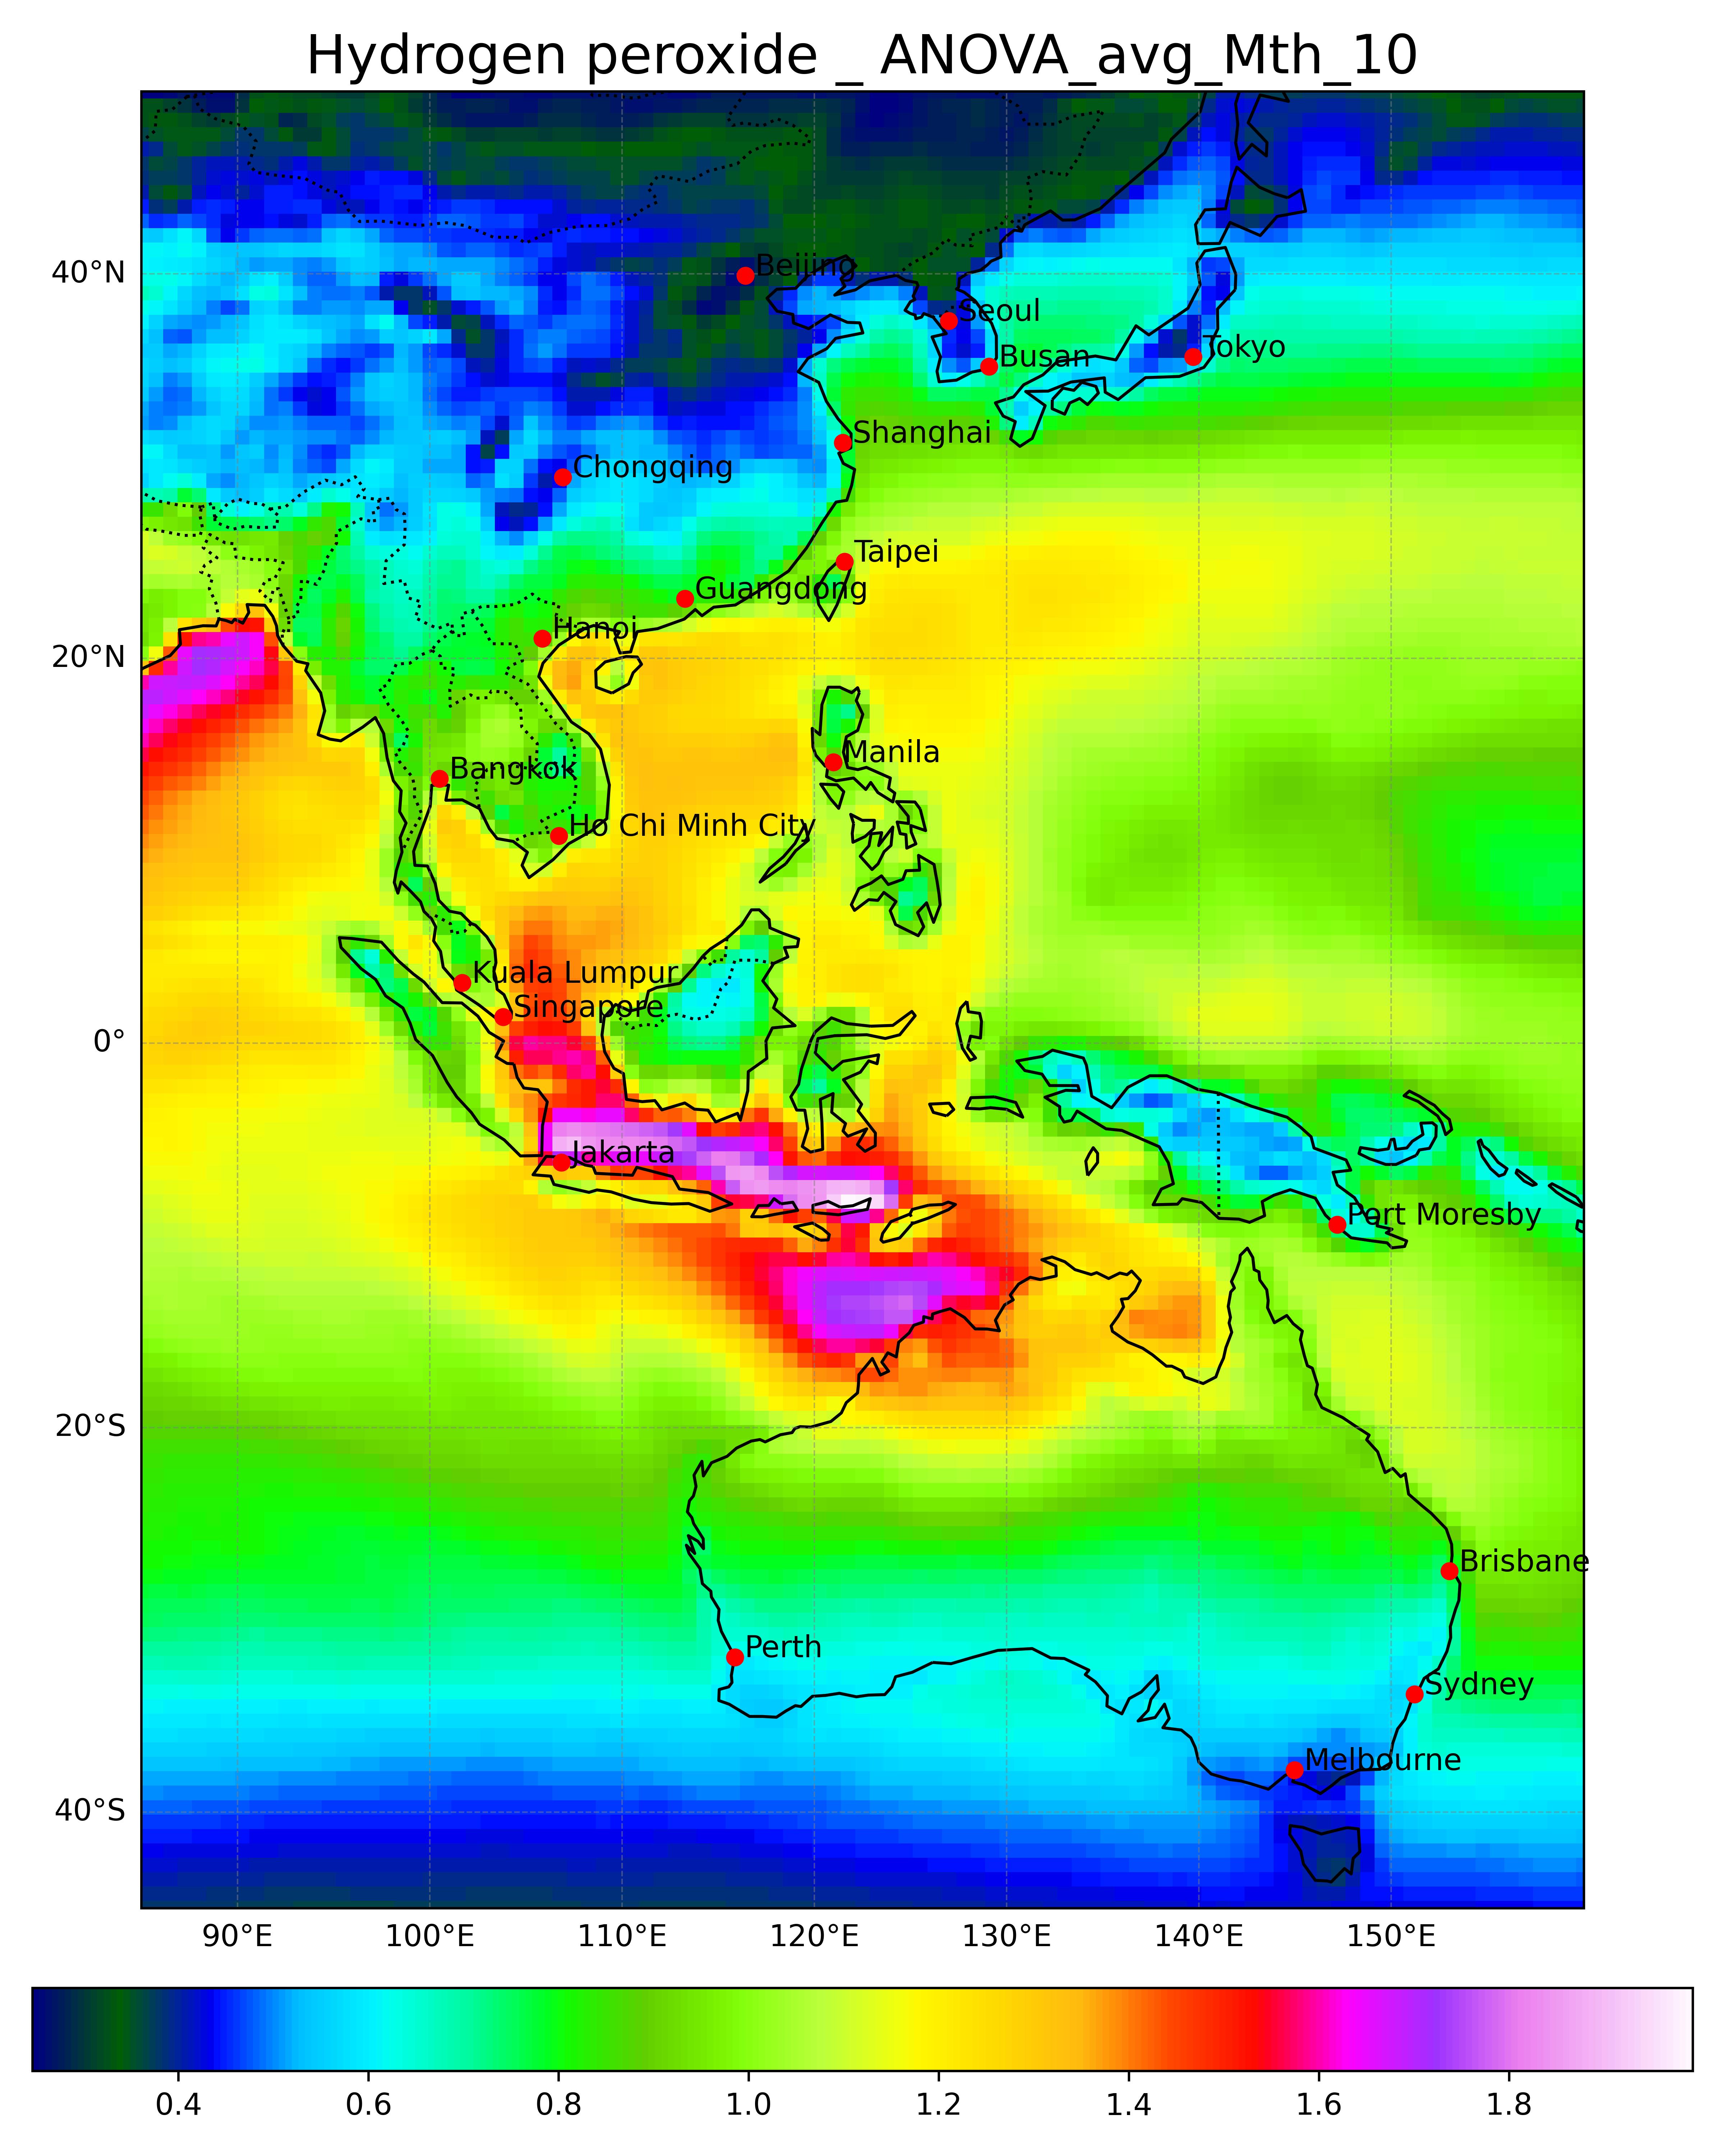 Hydrogen peroxide _ ANOVA_avg_Mth_10
40°N
20°N
0°
20°S
40°S
Beijing
Seoul
Busan
Tokyo
Shanghai
Chongqing
Taipei
Guangdong
Hanoi
Manila
Bangkok
Ho Chi Minh City
Kuala Lumpur
Singapore
Jakarta
Port Moresby
Brisbane
Perth
Sydney
Melbourne
90°E 100°E 110°E 120°E 130°E 140°E 150°E
0.4 0.6 0.8 1.0 1.2 1.4 1.6 1.8